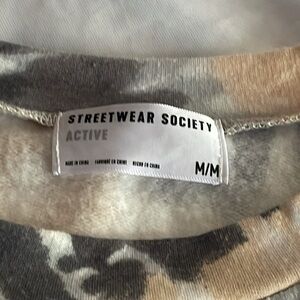 STREETWEAR SOCIETY
ACTIVE
MADE IN CHINA FABRIQUÉ EN CHINE HECHO EN CHINA
M/M